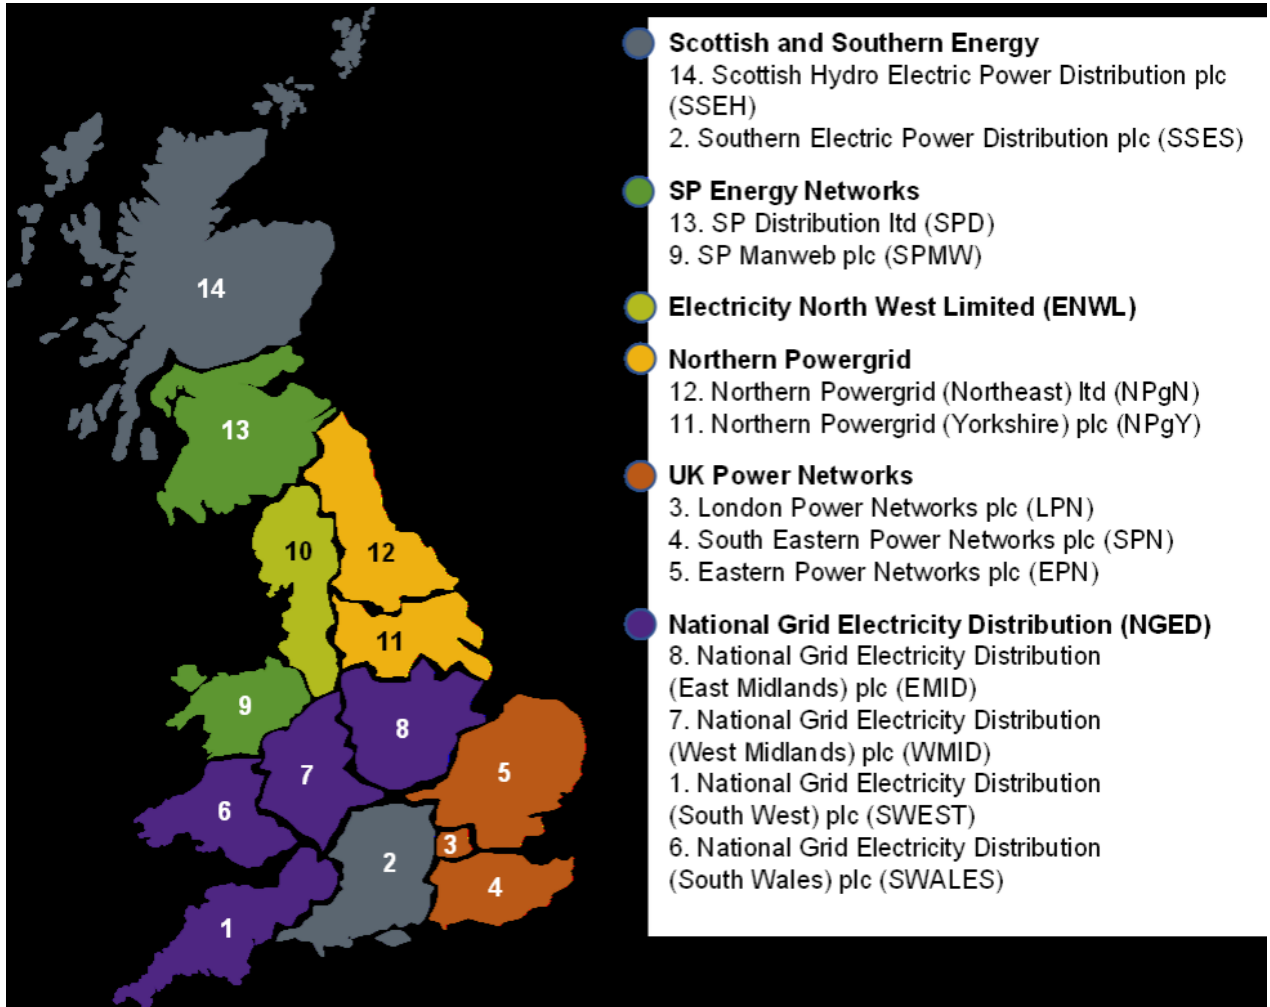 Scottish and Southern Energy
14. Scottish Hydro Electric Power Distribution plc
(SSEH)
2. Southern Electric Power Distribution plc (SSES)
SP Energy Networks
13. SP Distribution ltd (SPD)
9. SP Manweb plc (SPMW)
Electricity North West Limited (ENWL)
Northern Powergrid
12. Northern Powergrid (Northeast) ltd (NPgN)
11. Northern Powergrid (Yorkshire) plc (NPgY)
UK Power Networks
3. London Power Networks plc (LPN)
4. South Eastern Power Networks plc (SPN)
5. Eastern Power Networks plc (EPN)
National Grid Electricity Distribution (NGED)
8. National Grid Electricity Distribution
(East Midlands) plc (EMID)
7. National Grid Electricity Distribution
(West Midlands) plc (WMID)
1. National Grid Electricity Distribution
(South West) plc (SWEST)
6. National Grid Electricity Distribution
(South Wales) plc (SWALES)
14
13
10
12
11
9
8
7
5
6
3
2
4
1